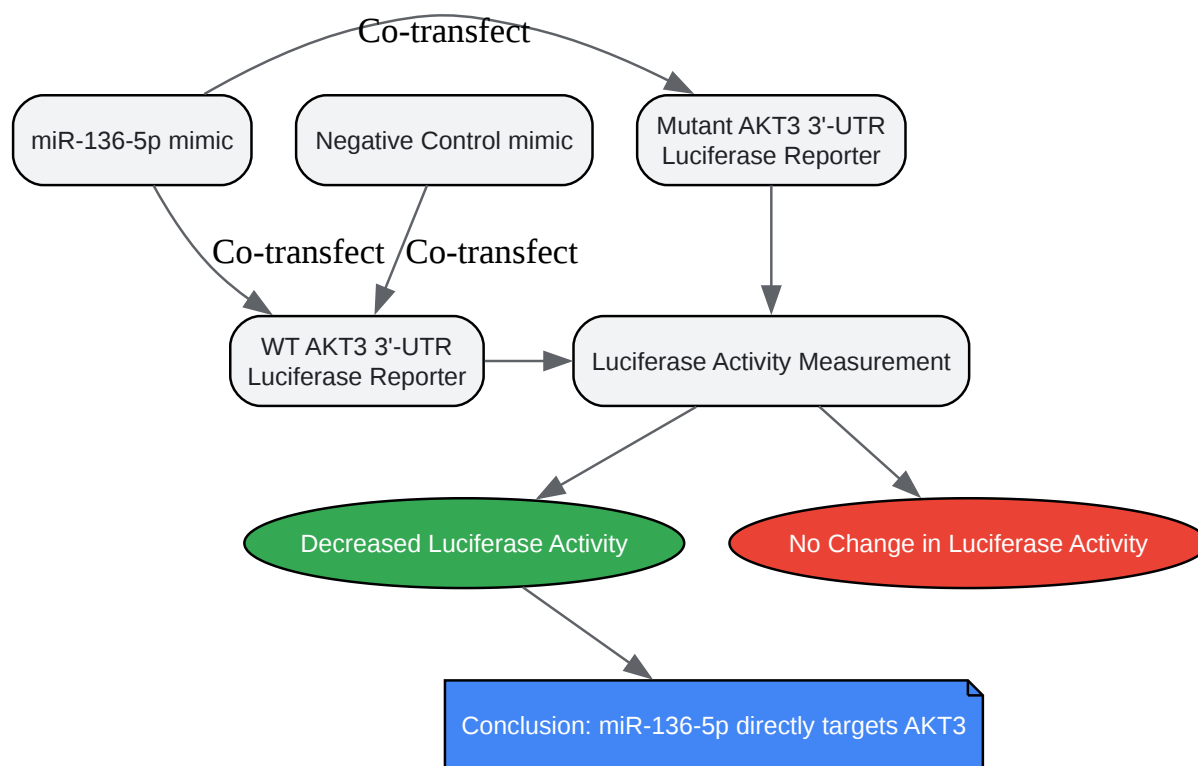 Co-transfect
miR-136-5p mimic
Negative Control mimic
Mutant AKT3 3'-UTR
Luciferase Reporter
Co-transfect
Co-transfect
WT AKT3 3'-UTR
Luciferase Reporter
Luciferase Activity Measurement
Decreased Luciferase Activity
No Change in Luciferase Activity
Conclusion: miR-136-5p directly targets AKT3